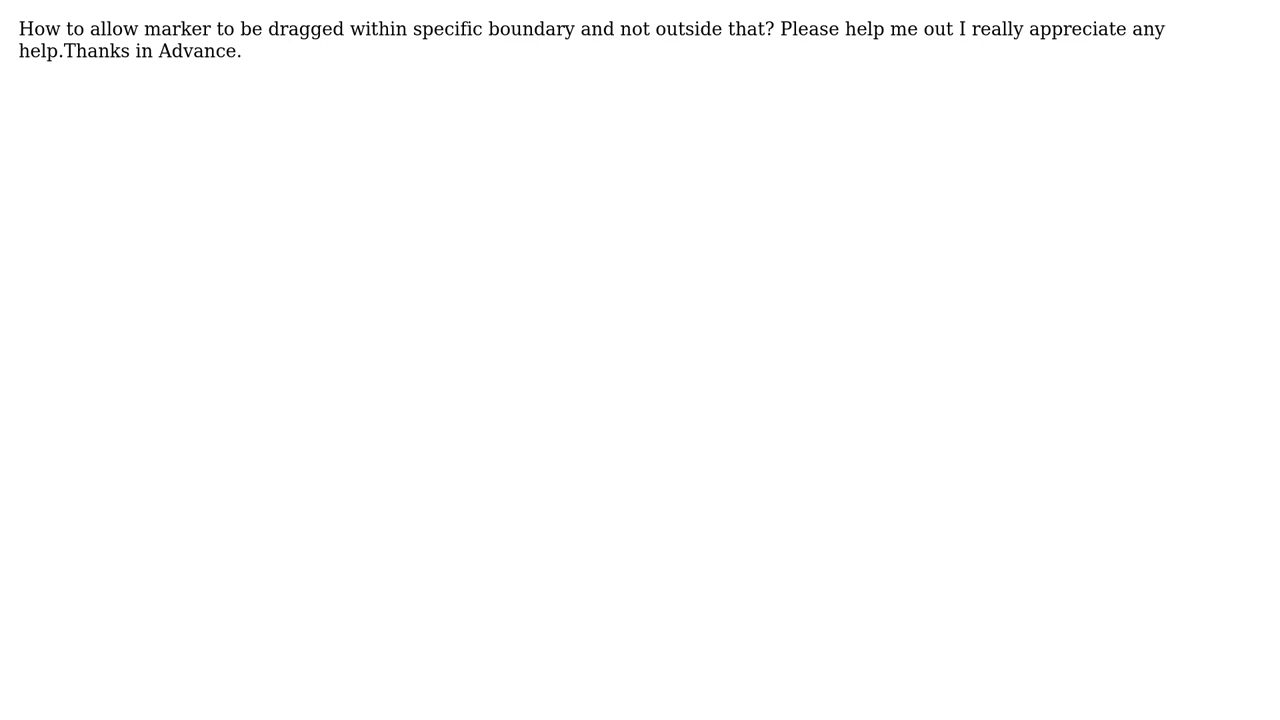 How to allow marker to be dragged within specific boundary and not outside that? Please help me out I really appreciate any
help.Thanks in Advance.